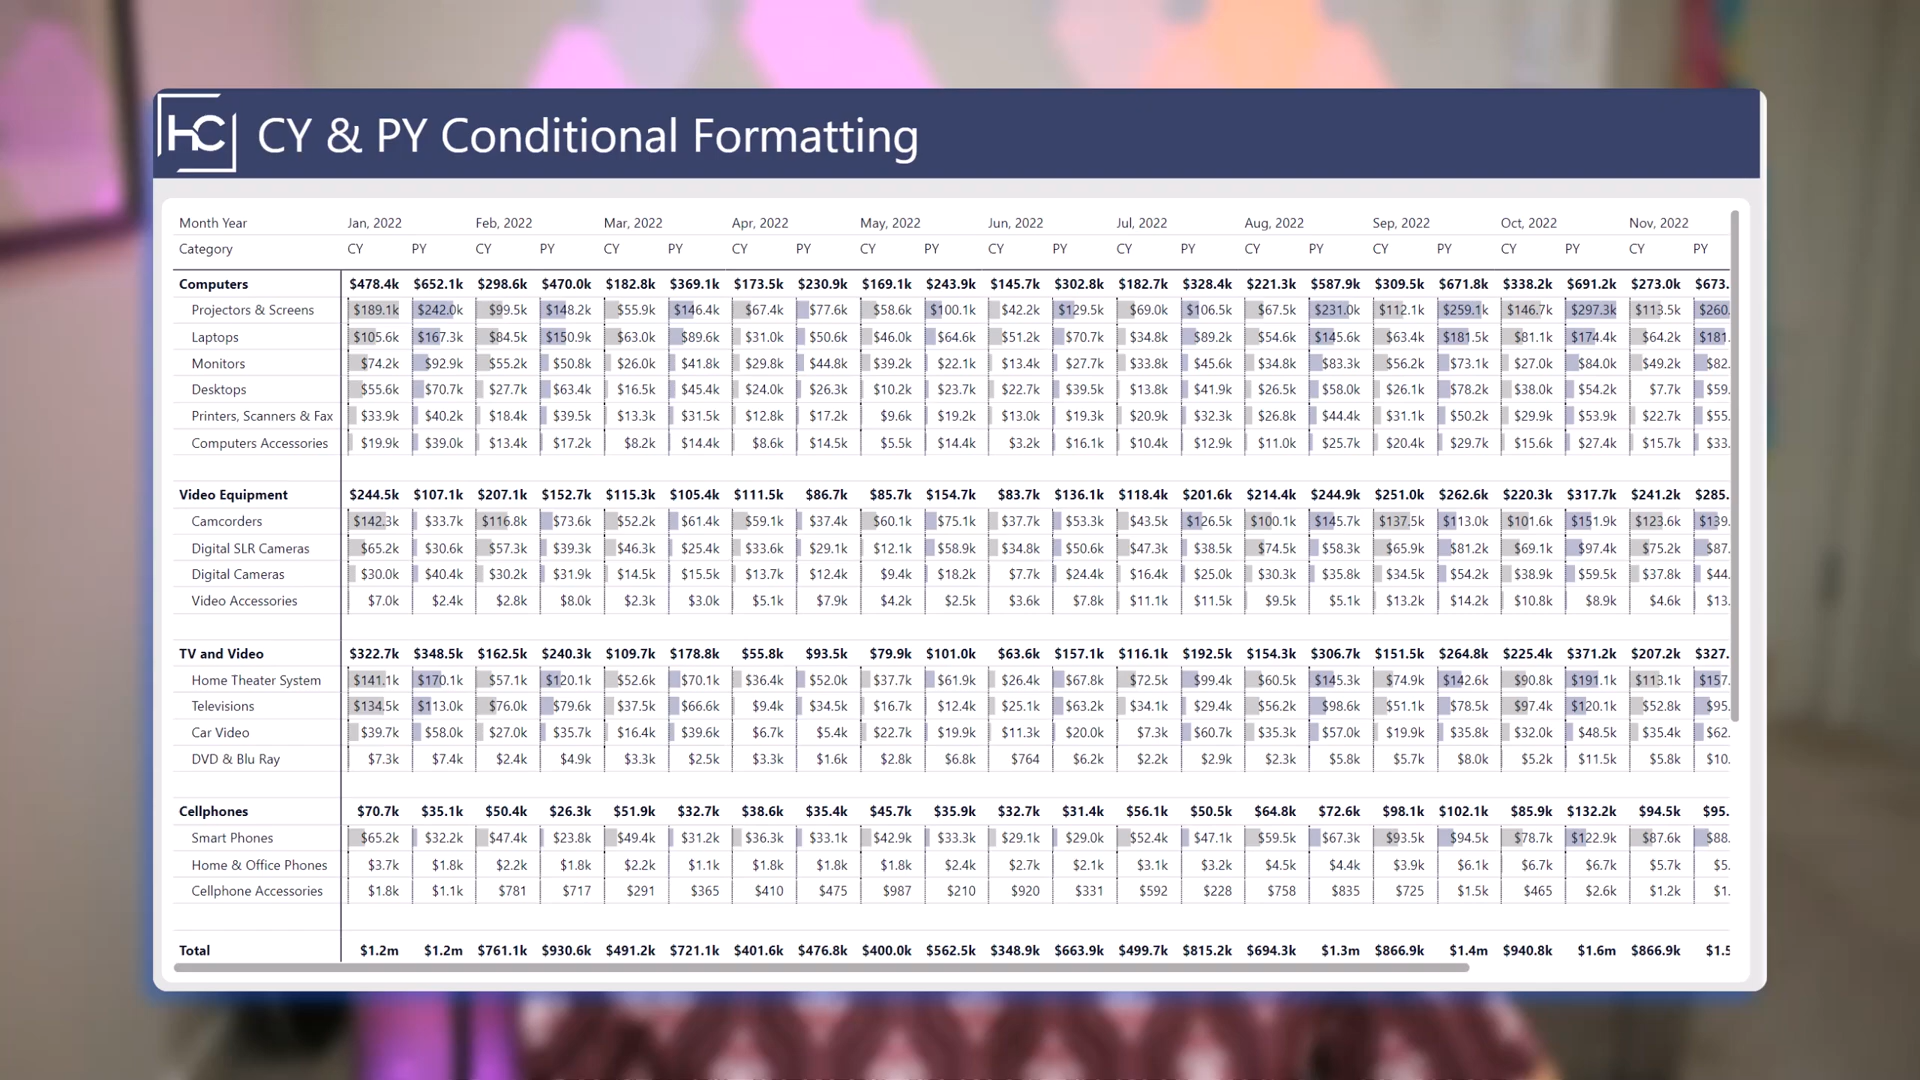 HC CY & PY Conditional Formatting
Month Year Jan, 2022 Feb, 2022 Mar, 2022 Apr, 2022 May, 2022 Jun, 2022 Jul, 2022 Aug, 2022 Sep, 2022 Oct, 2022 Nov, 2022
Category CY PY CY PY CY PY CY PY CY PY CY PY CY PY CY PY CY PY CY PY CY PY
Computers $478.4k $652.1k $298.6k $470.0k $182.8k $369.1k $173.5k $230.9k $169.1k $243.9k $145.7k $302.8k $182.7k $328.4k $221.3k $587.9k $309.5k $671.8k $338.2k $691.2k $273.0k $673.
Projectors & Screens $189.1k $242.0k $99.5k $148.2k $55.9k $146.4k $67.4k $77.6k $58.6k $100.1k $42.2k $129.5k $69.0k $106.5k $67.5k $231.0k $112.1k $259.1k $146.7k $297.3k $113.5k $260.
Laptops $105.6k $167.3k $84.5k $150.9k $63.0k $89.6k $31.0k $50.6k $46.0k $64.6k $51.2k $70.7k $34.8k $89.2k $54.6k $145.6k $63.4k $181.5k $81.1k $174.4k $64.2k $181.
Monitors $74.2k $92.9k $55.2k $50.8k $26.0k $41.8k $29.8k $44.8k $39.2k $22.1k $13.4k $27.7k $33.8k $45.6k $34.8k $83.3k $56.2k $73.1k $27.0k $84.0k $49.2k $82.
Desktops $55.6k $70.7k $27.7k $63.4k $16.5k $45.4k $24.0k $26.3k $10.2k $23.7k $22.7k $39.5k $13.8k $41.9k $26.5k $58.0k $26.1k $78.2k $38.0k $54.2k $7.7k $59.
Printers, Scanners & Fax $33.9k $40.2k $18.4k $39.5k $13.3k $31.5k $12.8k $17.2k $9.6k $19.2k $13.0k $19.3k $20.9k $32.3k $26.8k $44.4k $31.1k $50.2k $29.9k $53.9k $22.7k $55.
Computers Accessories $19.9k $39.0k $13.4k $17.2k $8.2k $14.4k $8.6k $14.5k $5.5k $14.4k $3.2k $16.1k $10.4k $12.9k $11.0k $25.7k $20.4k $29.7k $15.6k $27.4k $15.7k $33.
Video Equipment $244.5k $107.1k $207.1k $152.7k $115.3k $105.4k $111.5k $86.7k $85.7k $154.7k $83.7k $136.1k $118.4k $201.6k $214.4k $244.9k $251.0k $262.6k $220.3k $317.7k $241.2k $285.
Camcorders $142.3k $33.7k $116.8k $73.6k $52.2k $61.4k $59.1k $37.4k $60.1k $75.1k $37.7k $53.3k $43.5k $126.5k $100.1k $145.7k $137.5k $113.0k $101.6k $151.9k $123.6k $139.
Digital SLR Cameras $65.2k $30.6k $57.3k $39.3k $46.3k $25.4k $33.6k $29.1k $12.1k $58.9k $34.8k $50.6k $47.3k $38.5k $74.5k $58.3k $65.9k $81.2k $69.1k $97.4k $75.2k $87.
Digital Cameras $30.0k $40.4k $30.2k $31.9k $14.5k $15.5k $13.7k $12.4k $9.4k $18.2k $7.7k $24.4k $16.4k $25.0k $30.3k $35.8k $34.5k $54.2k $38.9k $59.5k $37.8k $44.
Video Accessories $7.0k $2.4k $2.8k $8.0k $2.3k $3.0k $5.1k $7.9k $4.2k $2.5k $3.6k $7.8k $11.1k $11.5k $9.5k $5.1k $13.2k $14.2k $10.8k $8.9k $4.6k $13.
TV and Video $322.7k $348.5k $162.5k $240.3k $109.7k $178.8k $55.8k $93.5k $79.9k $101.0k $63.6k $157.1k $116.1k $192.5k $154.3k $306.7k $151.5k $264.8k $225.4k $371.2k $207.2k $327.
Home Theater System $141.1k $170.1k $57.1k $120.1k $52.6k $70.1k $36.4k $52.0k $37.7k $61.9k $26.4k $67.8k $72.5k $99.4k $60.5k $145.3k $74.9k $142.6k $90.8k $191.1k $113.1k $157.
Televisions $134.5k $113.0k $76.0k $79.6k $37.5k $66.6k $9.4k $34.5k $16.7k $12.4k $25.1k $63.2k $34.1k $29.4k $56.2k $98.6k $51.1k $78.5k $97.4k $120.1k $52.8k $95.
Car Video $39.7k $58.0k $27.0k $35.7k $16.4k $39.6k $6.7k $5.4k $22.7k $19.9k $11.3k $20.0k $7.3k $60.7k $35.3k $57.0k $19.9k $35.8k $32.0k $48.5k $35.4k $62.
DVD & Blu Ray $7.3k $7.4k $2.4k $4.9k $3.3k $2.5k $3.3k $1.6k $2.8k $6.8k $764 $6.2k $2.2k $2.9k $2.3k $5.8k $5.7k $8.0k $5.2k $11.5k $5.8k $10.
Cellphones $70.7k $35.1k $50.4k $26.3k $51.9k $32.7k $38.6k $35.4k $45.7k $35.9k $32.7k $31.4k $56.1k $50.5k $64.8k $72.6k $98.1k $102.1k $85.9k $132.2k $94.5k $95.
Smart Phones $65.2k $32.2k $47.4k $23.8k $49.4k $31.2k $36.3k $33.1k $42.9k $33.3k $29.1k $29.0k $52.4k $47.1k $59.5k $67.3k $93.5k $94.5k $78.7k $122.9k $87.6k $88.
Home & Office Phones $3.7k $1.8k $2.2k $1.8k $2.2k $1.1k $1.8k $1.8k $1.8k $2.4k $2.7k $2.1k $3.1k $3.2k $4.5k $4.4k $3.9k $6.1k $6.7k $6.7k $5.7k $5.
Cellphone Accessories $1.8k $1.1k $781 $717 $291 $365 $410 $475 $987 $210 $920 $331 $592 $228 $758 $835 $725 $1.5k $465 $2.6k $1.2k $1.
Total $1.2m $1.2m $761.1k $930.6k $491.2k $721.1k $401.6k $476.8k $400.0k $562.5k $348.9k $663.9k $499.7k $815.2k $694.3k $1.3m $866.9k $1.4m $940.8k $1.6m $866.9k $1.5